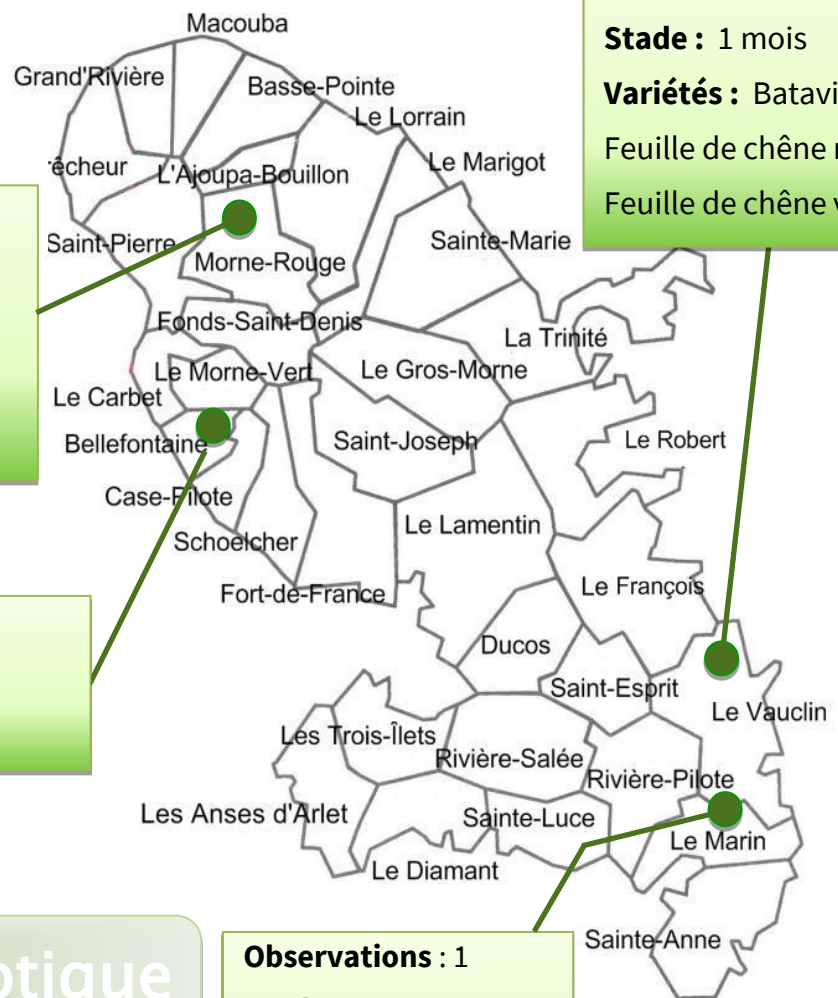 Macouba
Stade : 1 mois
Grand'Rivière
Basse-Pointe
Variétés :
Le Lorrain
Feuille de chêne
rêcheur
L'Ajoupa-Bouillon
Le Marigot
Feuille de chêne
Saint-Pierre
Sainte-Marie
Morne-Rouge
Fonds-Saint-Denis
La Trinité
Le Morne-Vert
Le Gros-Morne
Le Carbet
Bellefontaine
Saint-Joseph
Le Robert
Case-Pilote
Le Lamentin
Schoelcher
Fort-de-France
Le François
Ducos
Saint-Esprit
Le Vauclin
Les Trois-Îlets
Rivière-Salée
Rivière-Pilote
Les Anses d'Arlet
Sainte-Luce
Le Marin
Le Diamant
Sainte-Anne
Observations : 1
otique